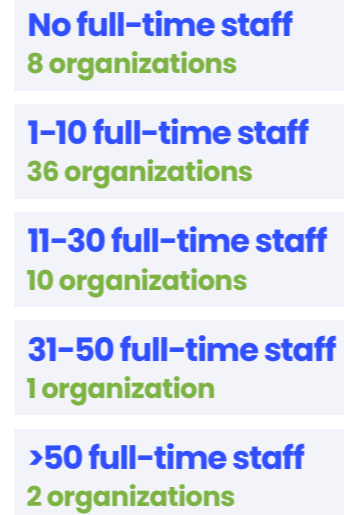 No full-time staff
8 organizations
1-10 full-time staff
36 organizations
11-30 full-time staff
10 organizations
31-50 full-time staff
1 organization
>50 full-time staff
2 organizations